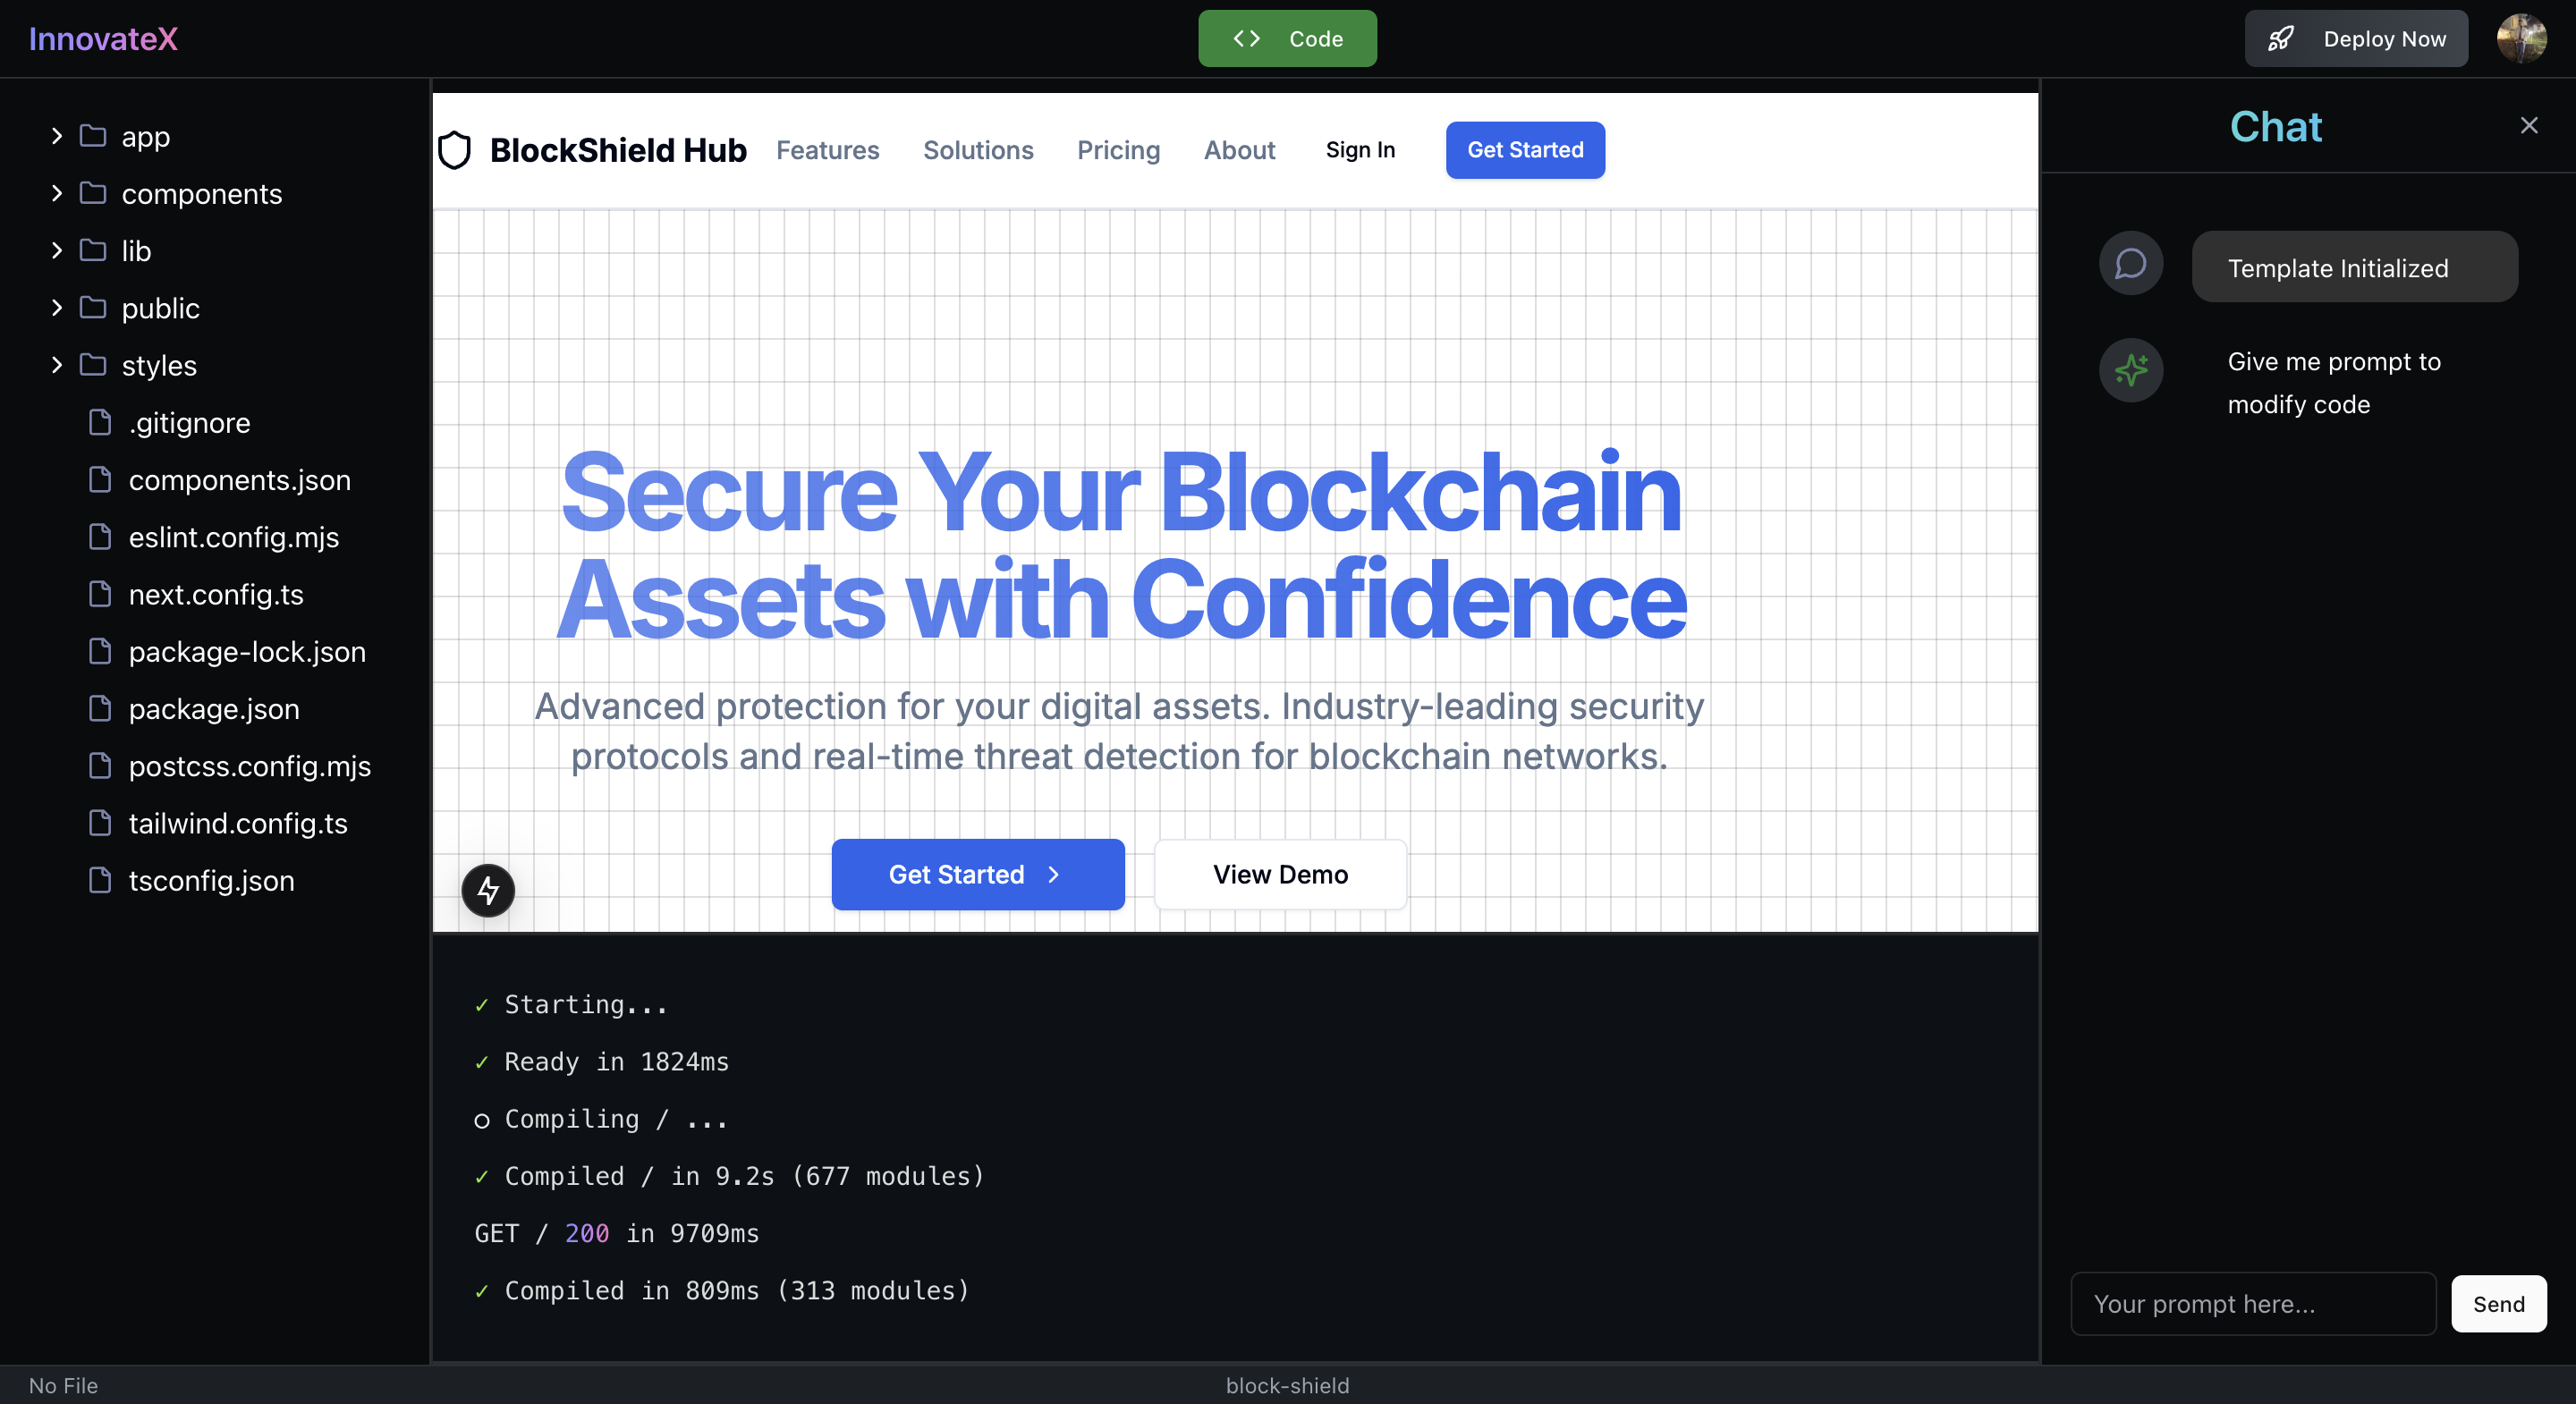 InnovateX
Code
Deploy Now
app
components
lib
public
styles
.gitignore
components.json
eslint.config.mjs
next.config.ts
package-lock.json
package.json
postcss.config.mjs
tailwind.config.ts
tsconfig.json
BlockShield Hub
Features
Solutions
Pricing
About
Sign In
Get Started
Secure Your Blockchain
Assets with Confidence
Advanced protection for your digital assets. Industry-leading security
protocols and real-time threat detection for blockchain networks.
Get Started
View Demo
✓ Starting...
✓ Ready in 1824ms
○ Compiling / ...
✓ Compiled / in 9.2s (677 modules)
GET / 200 in 9709ms
✓ Compiled in 809ms (313 modules)
Chat
Template Initialized
Give me prompt to
modify code
Your prompt here...
Send
No File
block-shield